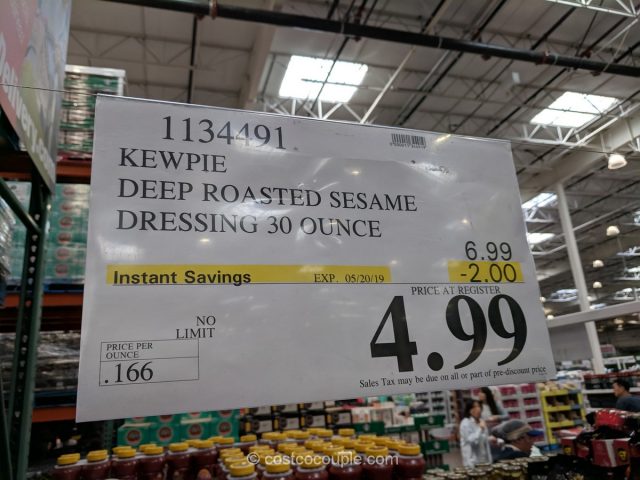 1134491
KEWPIE
DEEP ROASTED SESAME
DRESSING 30 OUNCE
6.99
Instant Savings EXP. 05/20/19 -2.00
PRICE AT REGISTER
4.99
NO
LIMIT
PRICE PER
OUNCE
.166
Sales Tax may be due on all or part of pre-discount price
costcocouple.com